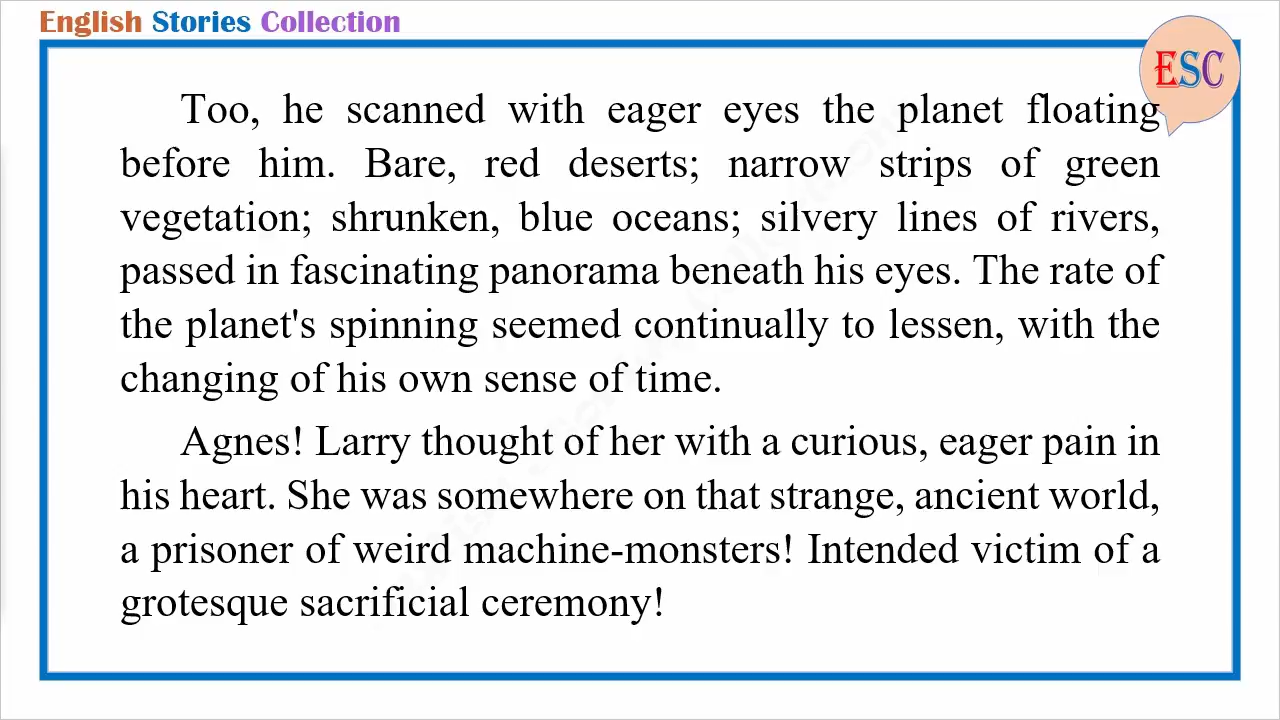 English Stories Collection
ESC
Too, he scanned with eager eyes the planet floating
before him. Bare, red deserts; narrow strips of green
vegetation; shrunken, blue oceans; silvery lines of rivers,
passed in fascinating panorama beneath his eyes. The rate of
the planet's spinning seemed continually to lessen, with the
changing of his own sense of time.
Agnes! Larry thought of her with a curious, eager pain in
his heart. She was somewhere on that strange, ancient world,
a prisoner of weird machine-monsters! Intended victim of a
grotesque sacrificial ceremony!